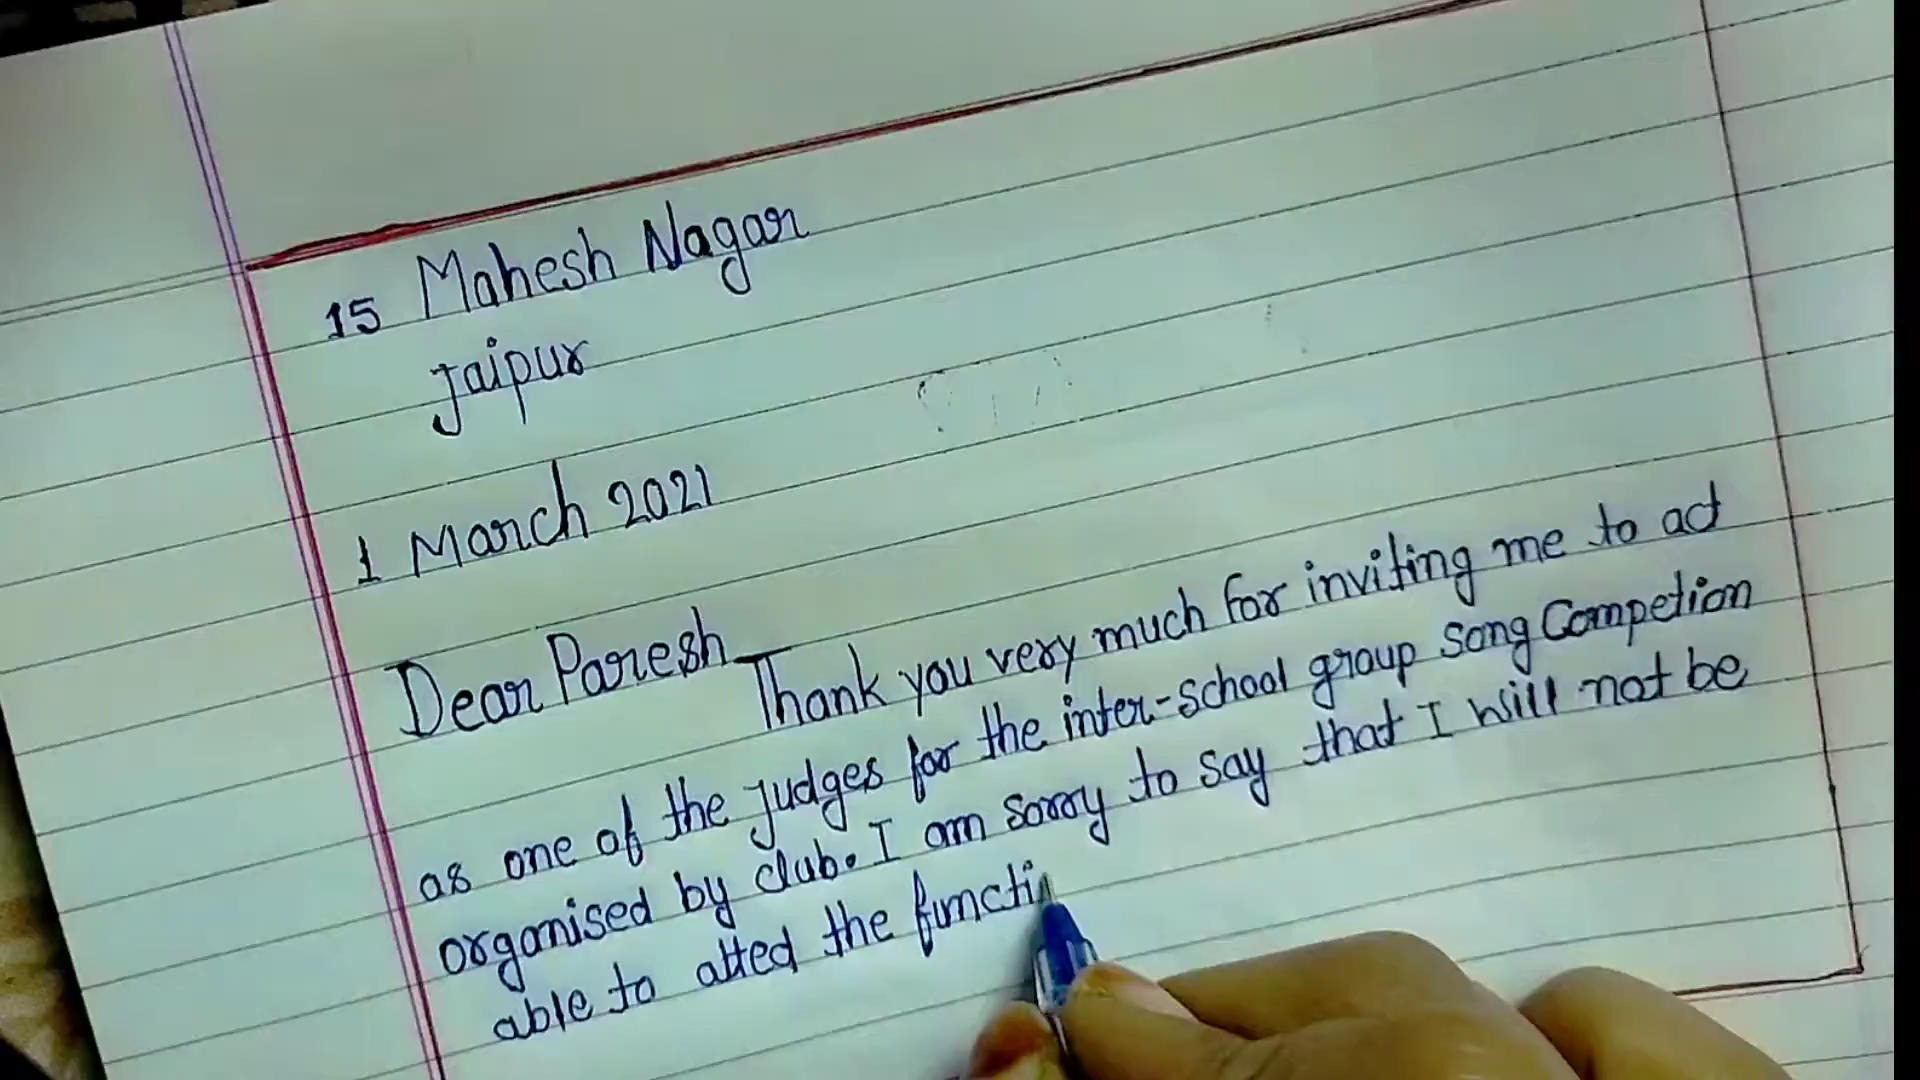 15 Mahesh Nagar
Jaipur
1 March 2021
Dear Paresh
Thank you very much for inviting me to act
as one of the judges for the inter-school group song Competion
organised by club. I am sorry to say that I will not be
able to atted the functi